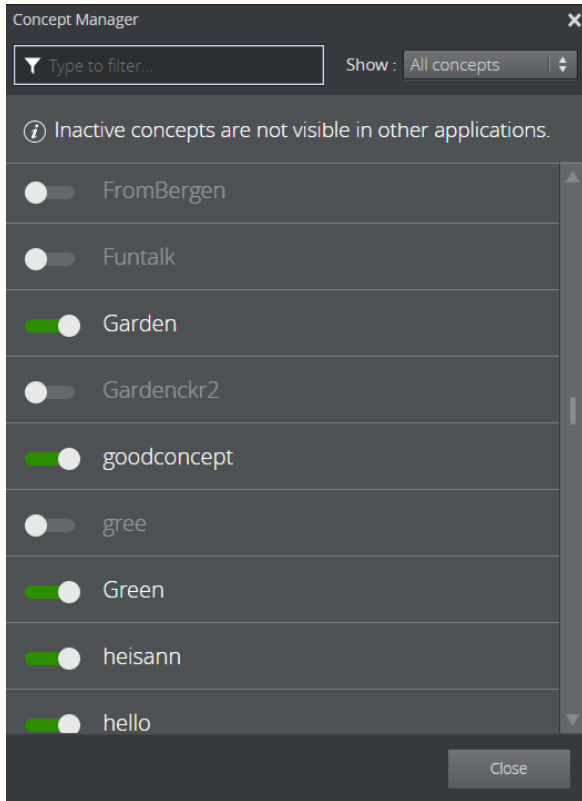 Concept Manager
Type to filter...
Show : All concepts
Inactive concepts are not visible in other applications.
FromBergen
Funtalk
Garden
Gardenckr2
goodconcept
gree
Green
heisann
hello
Close